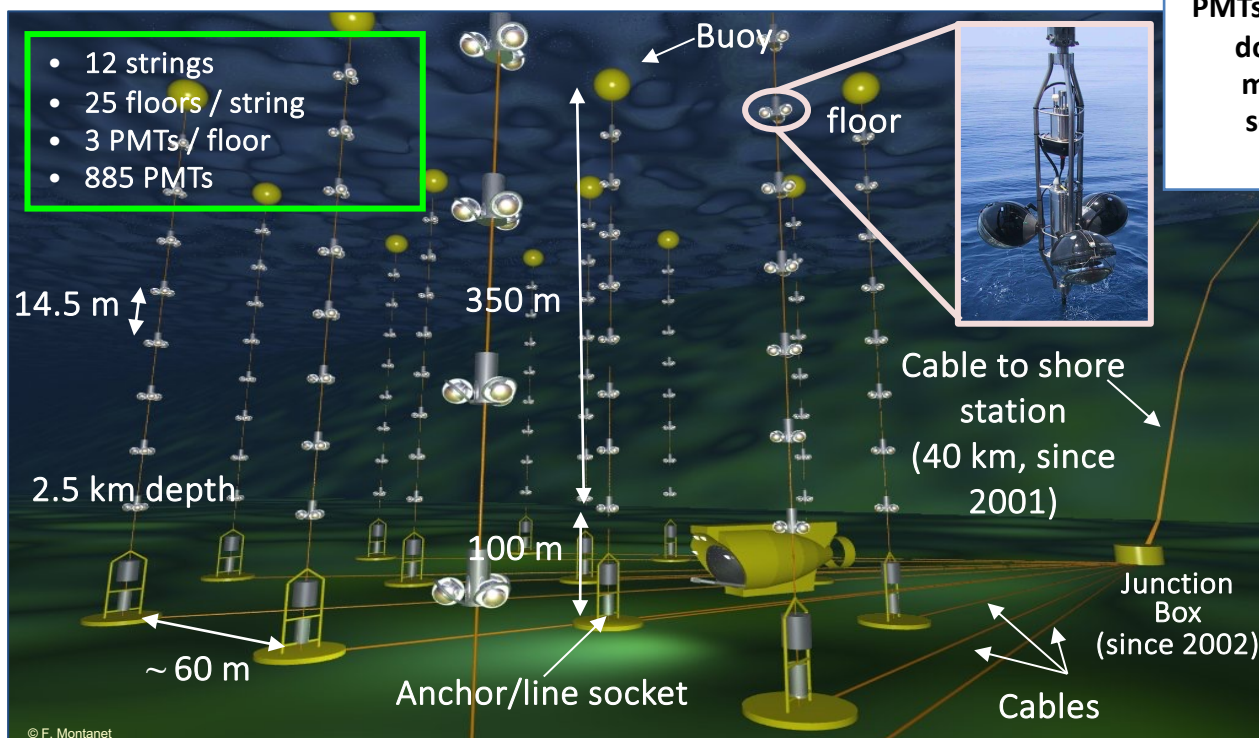 PMTs
• 12 strings
• 25 floors / string
• 3 PMTs / floor
• 885 PMTs
Buoy
floor
14.5 m
350 m
Cable to shore
station
(40 km, since
2001)
2.5 km depth
100 m
Junction
Box
(since 2002)
~ 60 m
Anchor/line socket
Cables
© F. Montanet